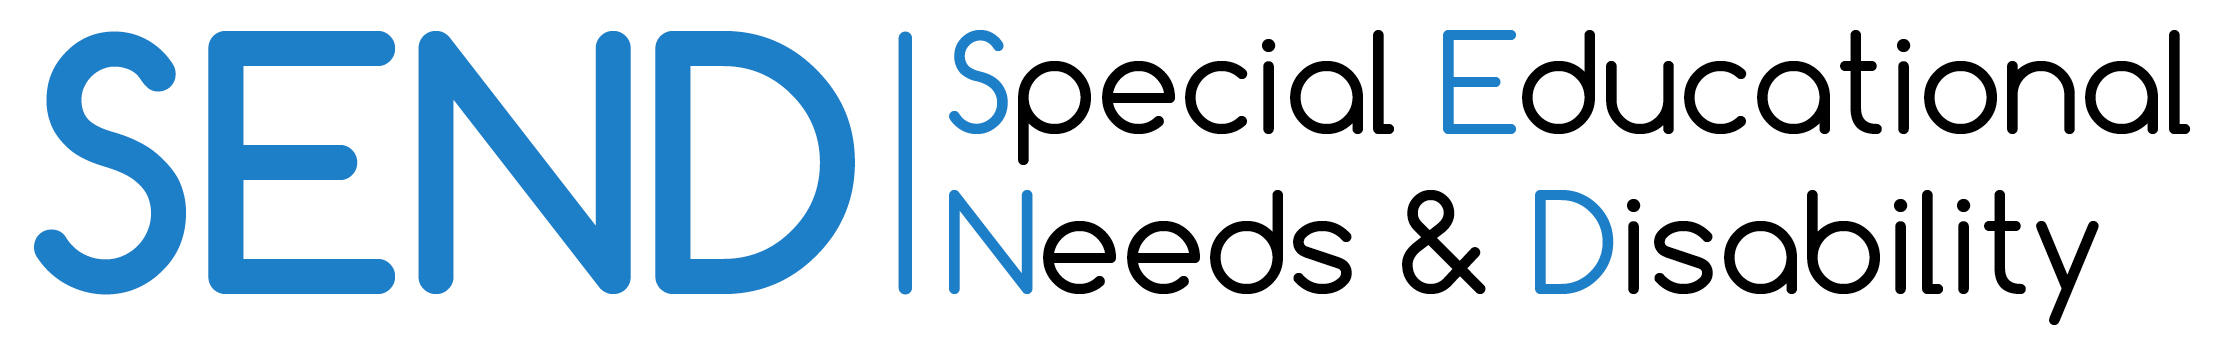 SEND
Special Educational
Needs & Disability